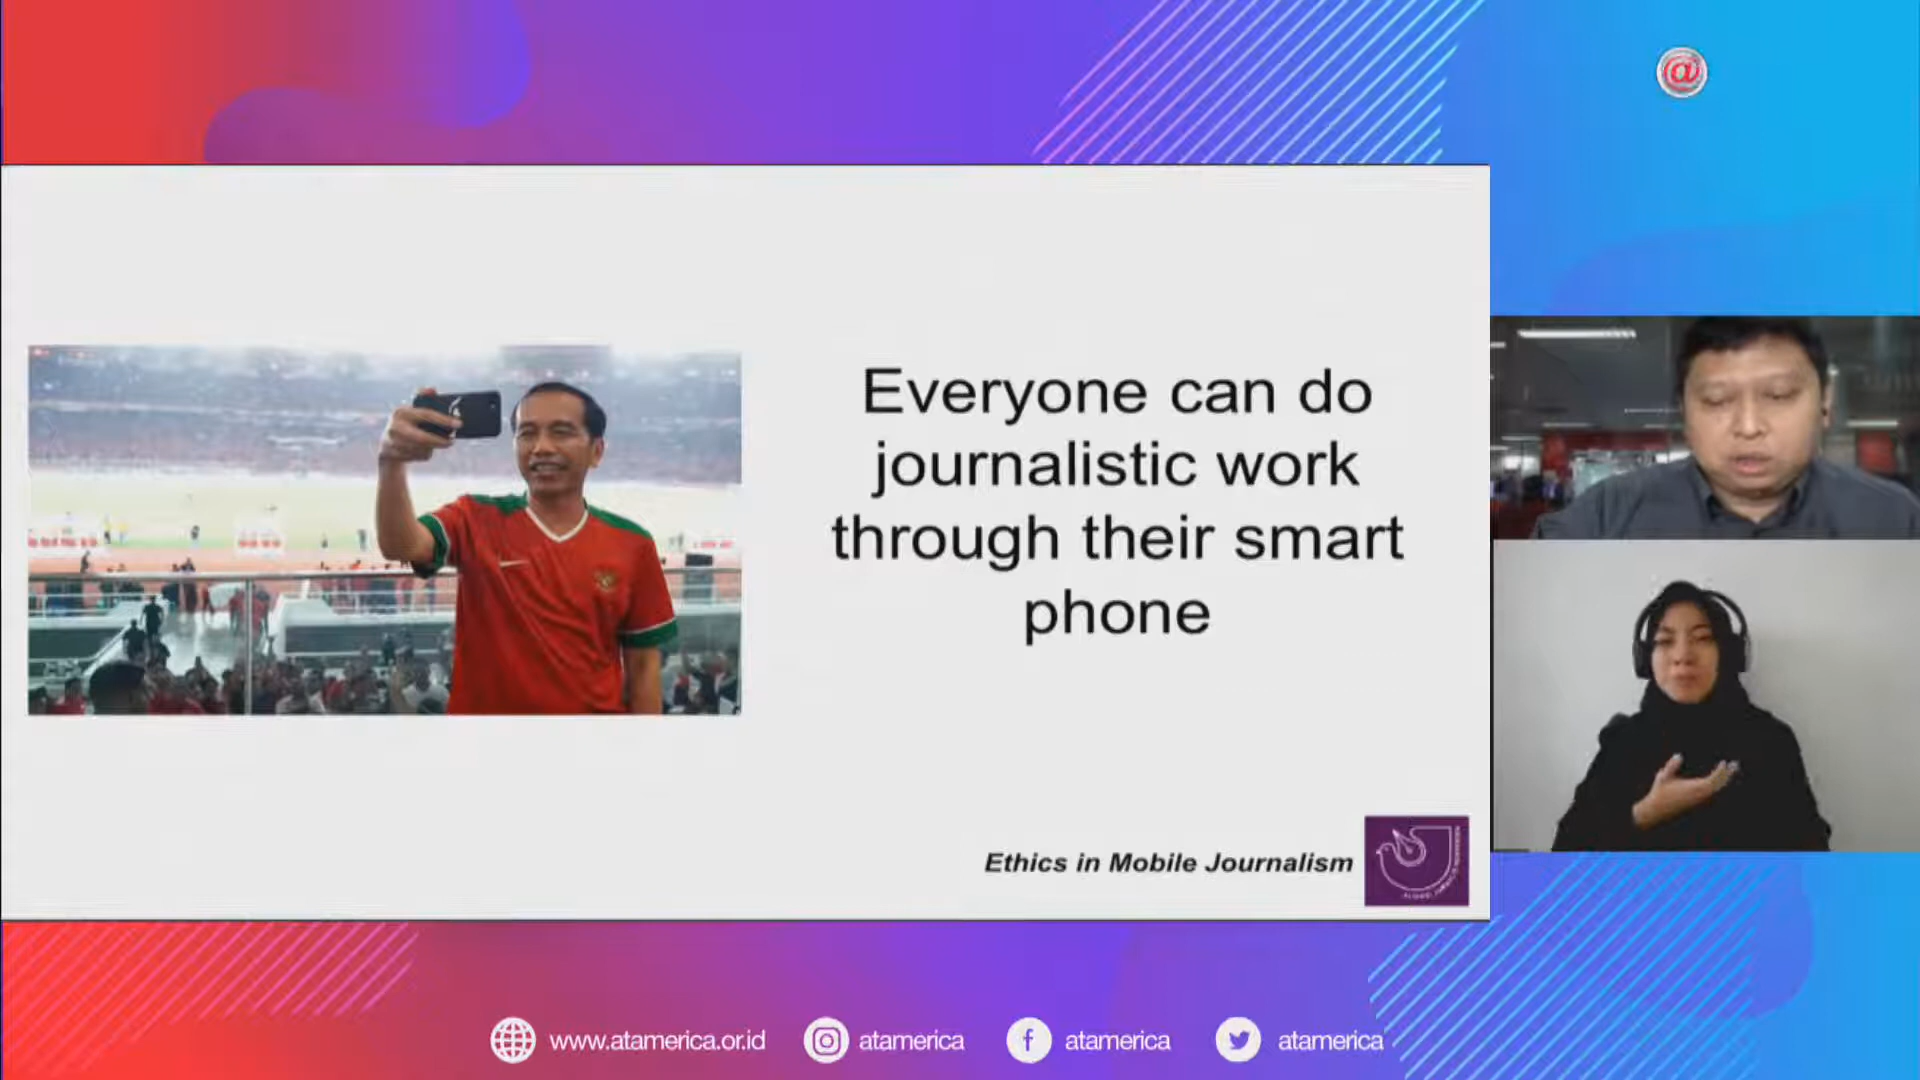 @
Everyone can do
journalistic work
through their smart
phone
Ethics in Mobile Journalism
www.atamerica.or.id
atamerica
atamerica
atamerica